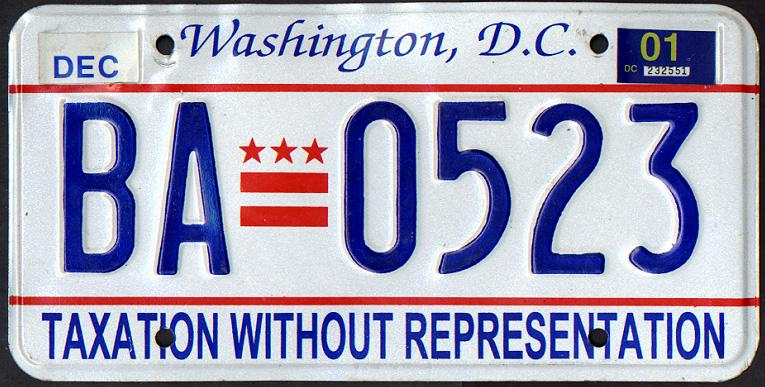 Washington, D.C.
DEC
01
DC 232551
BA 0523
TAXATION WITHOUT REPRESENTATION